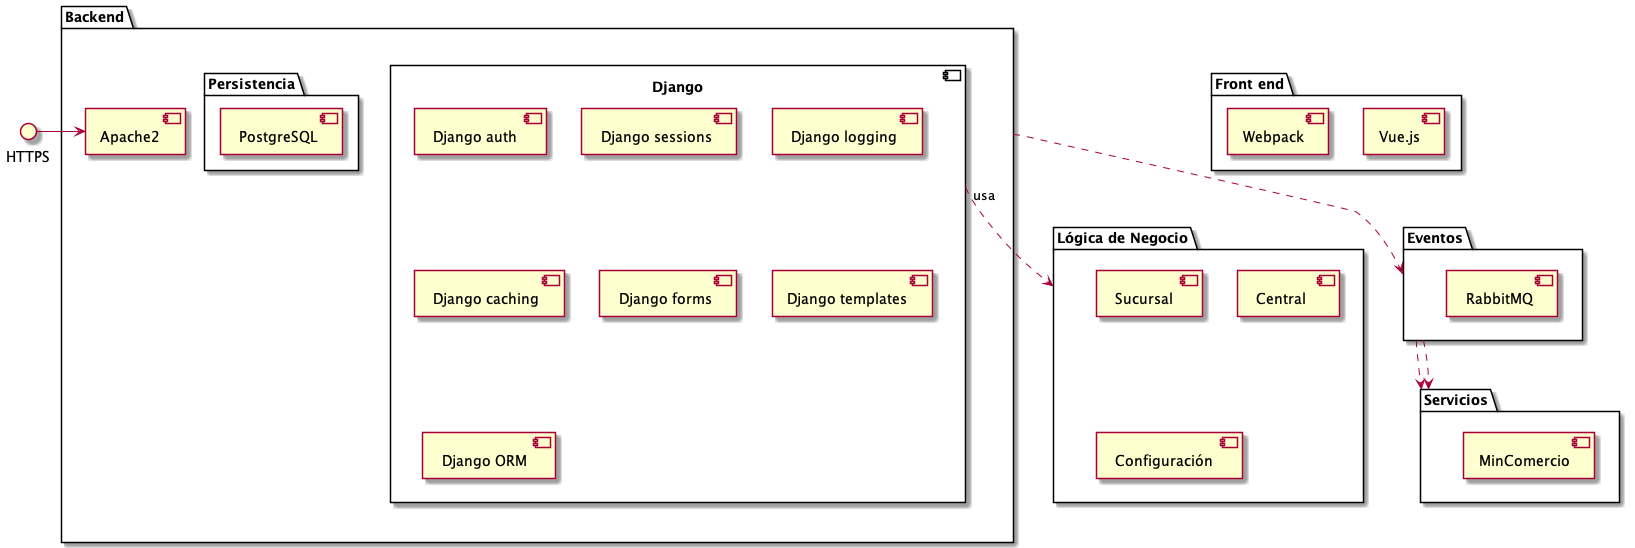 Backend
HTTPS
Apache2
Persistencia
PostgreSQL
Django
Django auth
Django sessions
Django logging
Django caching
Django forms
Django templates
Django ORM
usa
Front end
Webpack
Vue.js
Lógica de Negocio
Sucursal
Central
Configuración
Eventos
RabbitMQ
Servicios
MinComercio